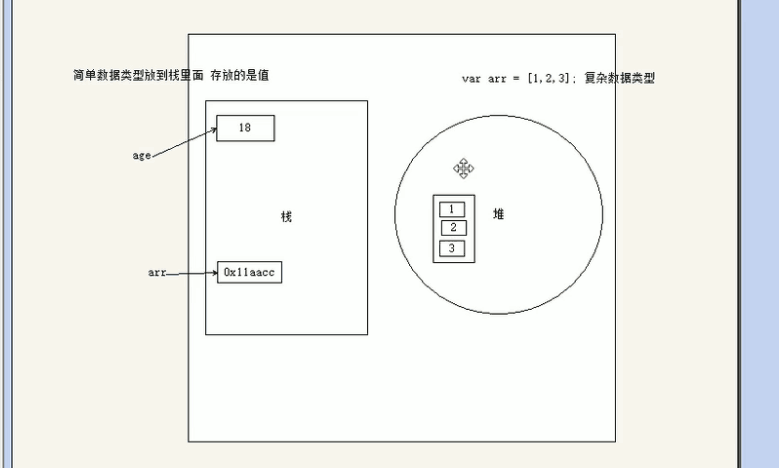 简单数据类型放到栈里面 存放的是值
var arr = [1,2,3]; 复杂数据类型
18
age
1
栈
堆
2
3
arr
0x11aacc